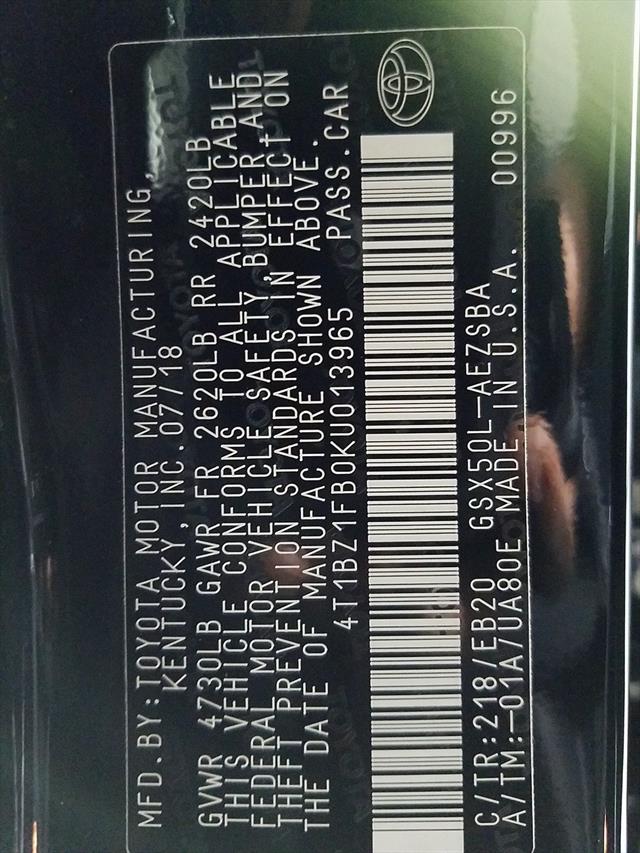 MFD.BY:TOYOTA MOTOR MANUFACTURING,
KENTUCKY,INC.07/18
GVWR 4730LB GAWR FR 2620LB RR 2420LB
THIS VEHICLE CONFORMS TO ALL APPLICABLE
FEDERAL MOTOR VEHICLE SAFETY,BUMPER,AND
THEFT PREVENTION STANDARDS IN EFFECT ON
THE DATE OF MANUFACTURE SHOWN ABOVE.
4T1BZ1FB0KU013965 PASS.CAR
C/TR:218/EB20 GSX50L-AEZSBA
A/TM:-01A7UA80E MADE IN U.S.A. 00996